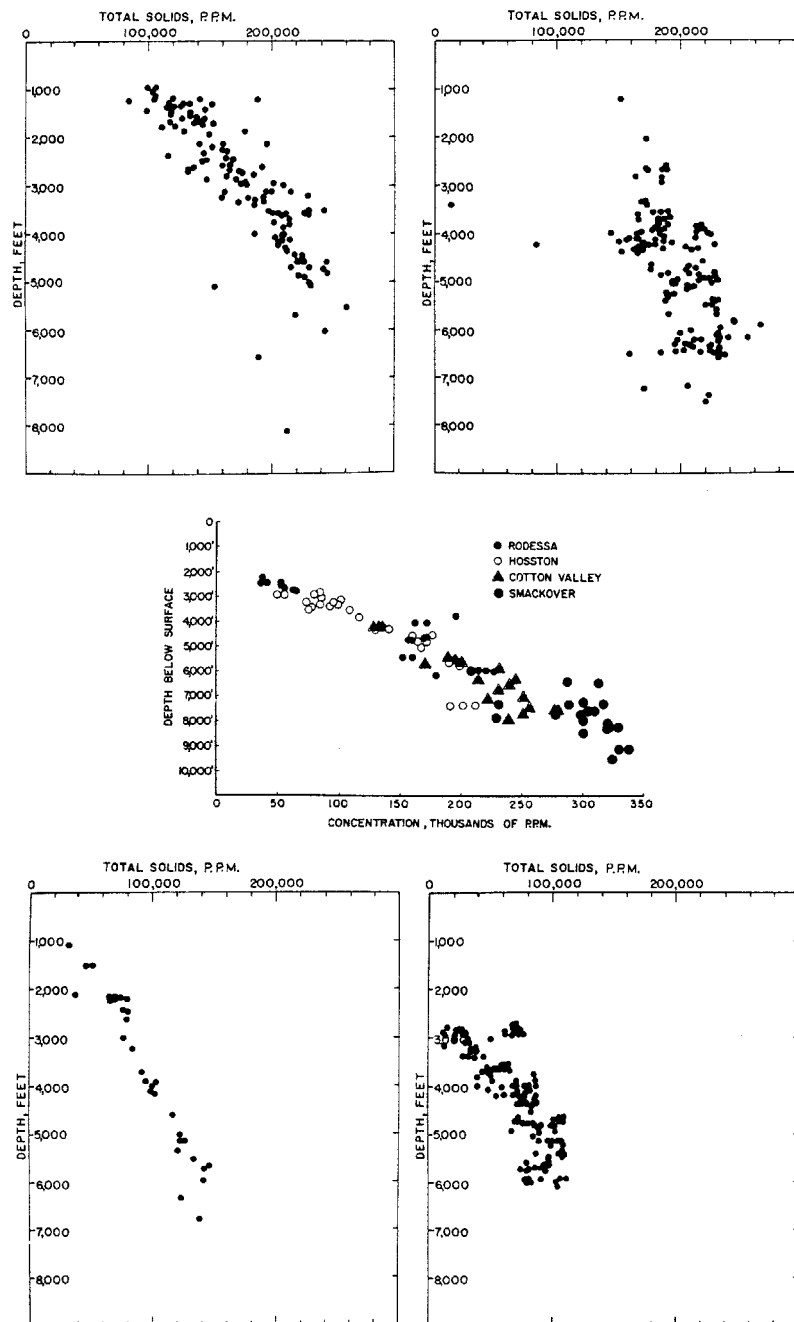 TOTAL SOLIDS, P.P.M.
0 100,000 200,000
1,000
2,000
3,000
4,000
5,000
6,000
7,000
8,000
DEPTH, FEET
TOTAL SOLIDS, P.P.M.
0 100,000 200,000
1,000
2,000
3,000
4,000
5,000
6,000
7,000
8,000
DEPTH, FEET
0
1,000'
2,000'
3,000'
4,000'
5,000'
6,000'
7,000'
8,000'
9,000'
10,000'
DEPTH BELOW SURFACE
RODESSA
HOSSTON
COTTON VALLEY
SMACKOVER
0 50 100 150 200 250 300 350
CONCENTRATION, THOUSANDS OF P.P.M.
TOTAL SOLIDS, P.P.M.
0 100,000 200,000
1,000
2,000
3,000
4,000
5,000
6,000
7,000
8,000
DEPTH, FEET
TOTAL SOLIDS, P.P.M.
0 100,000 200,000
1,000
2,000
3,000
4,000
5,000
6,000
7,000
8,000
DEPTH, FEET